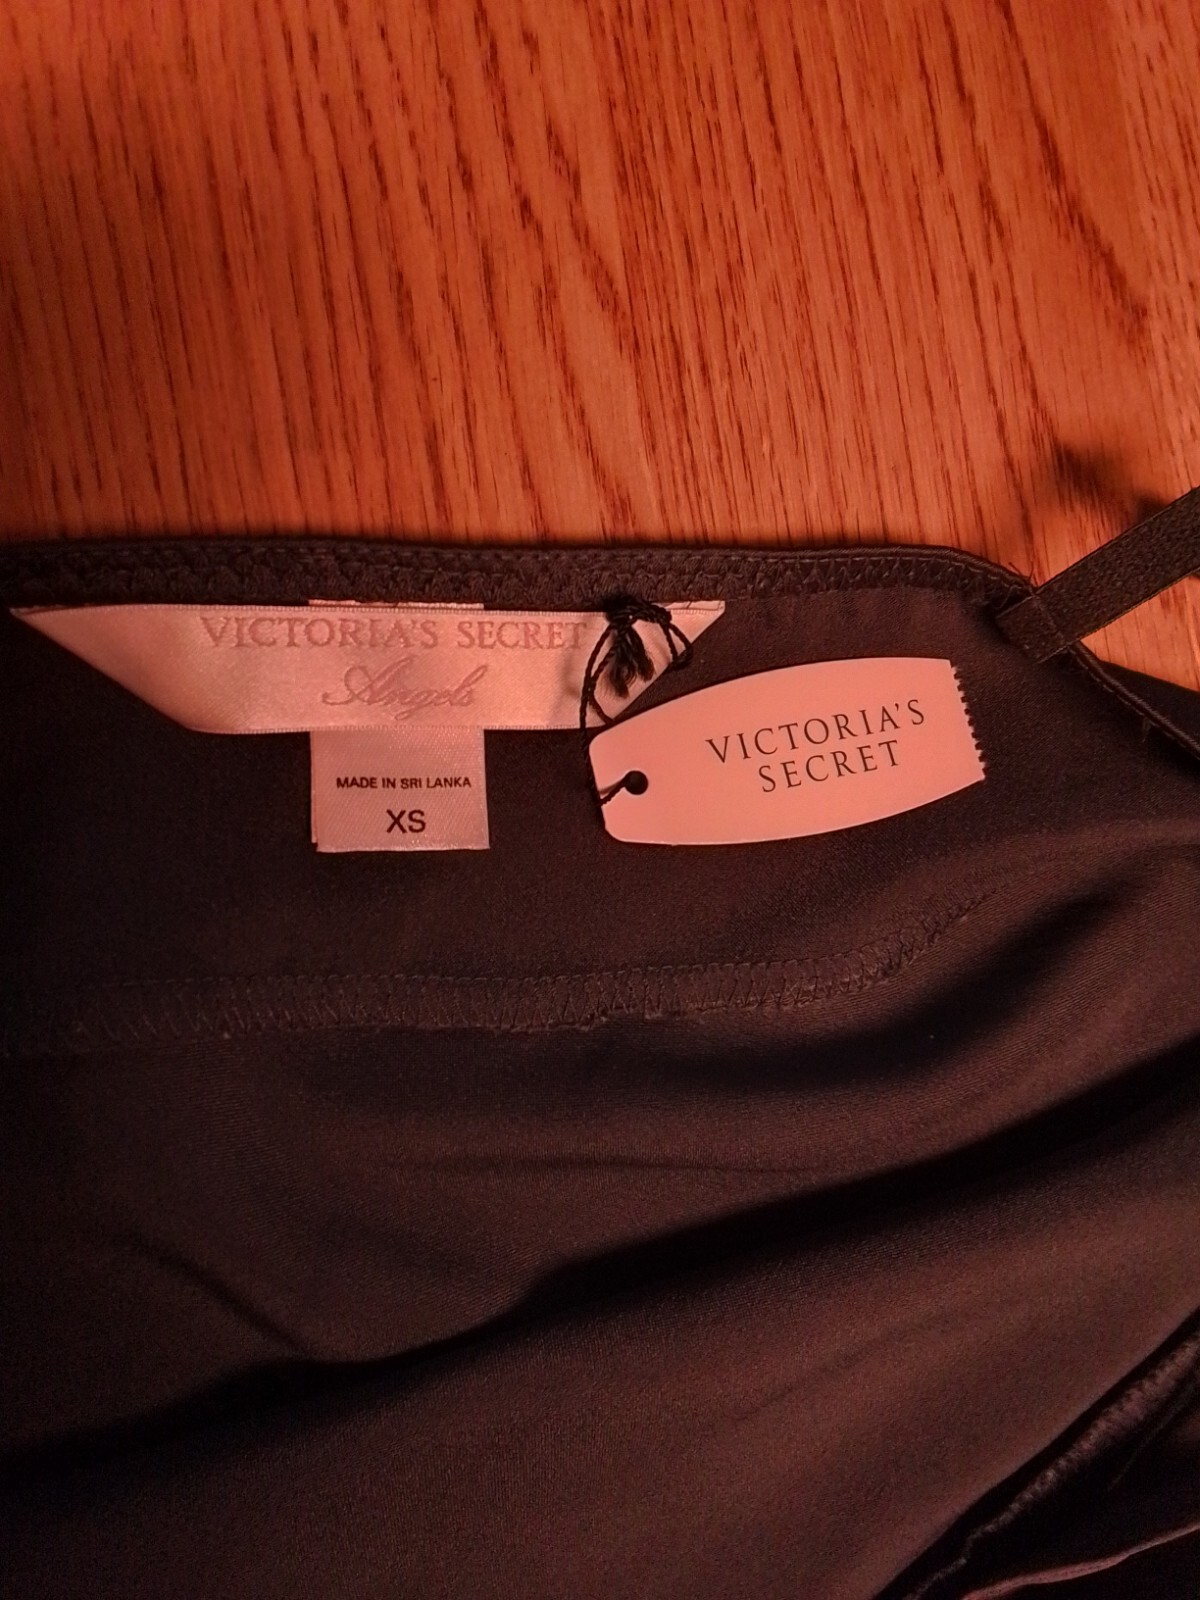 VICTORIA'S SECRET
Angels
MADE IN SRI LANKA
XS
VICTORIA'S
SECRET